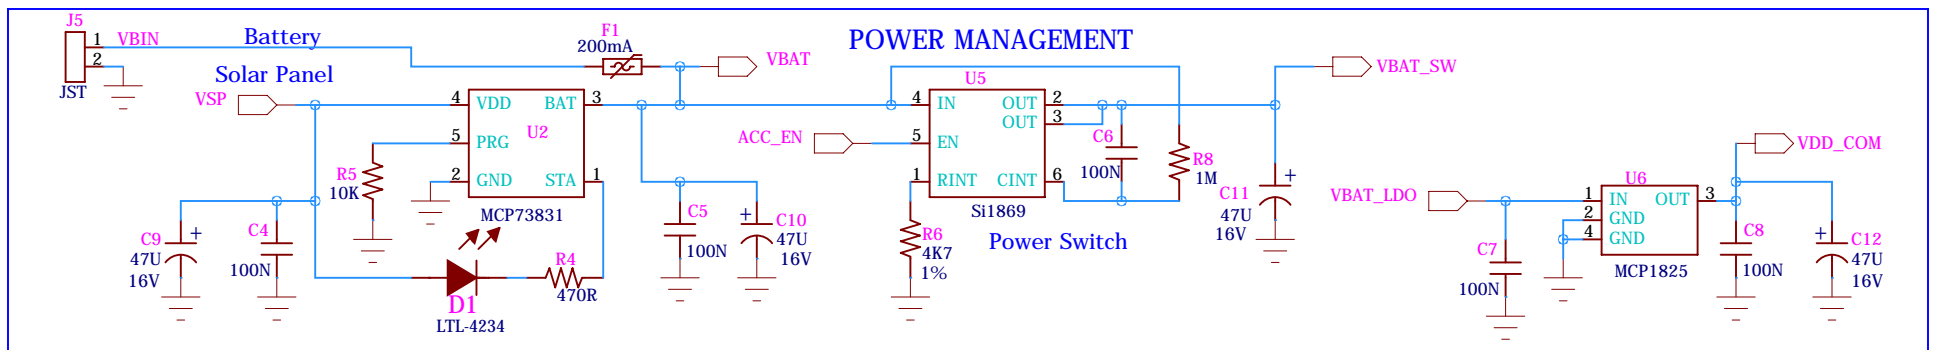 POWER MANAGEMENT
J5
1
2
JST
VBIN
Battery
Solar Panel
VSP
F1
200mA
VBAT
4 VDD BAT 3
U2
5 PRG
2 GND STA 1
MCP73831
R5
10K
C9
47U
16V
+
C4
100N
D1
LTL-4234
R4
470R
C5
100N
+
C10
47U
16V
ACC_EN
U5
4 IN OUT 2
OUT 3
5 EN
1 RINT CINT 6
Si1869
Power Switch
R6
4K7
1%
C6
100N
R8
1M
VBAT_SW
C11
47U
16V
+
VBAT_LDO
C7
100N
U6
1 IN OUT 3
2 GND
4 GND
MCP1825
VDD_COM
C8
100N
+
C12
47U
16V